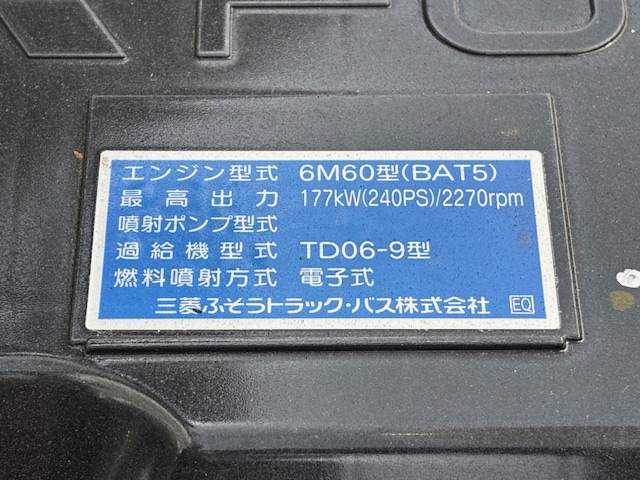 エンジン型式 6M60型(BAT5)
最高出力 177kW(240PS)/2270rpm
噴射ポンプ型式
過給機型式 TD06-9型
燃料噴射方式 電子式
三菱ふそうトラック・バス株式会社 EQ